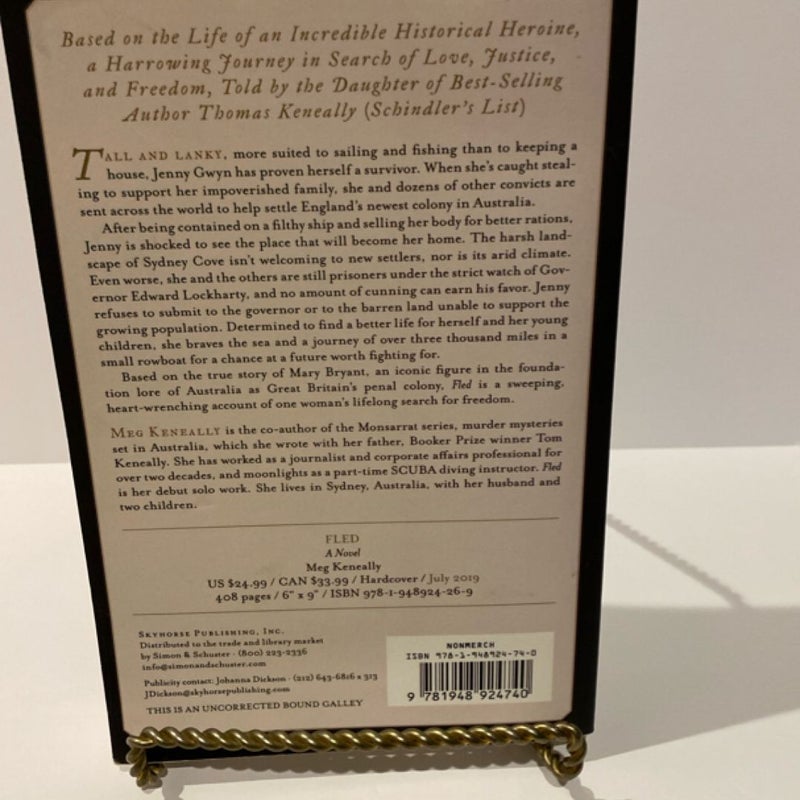 Based on the Life of an Incredible Historical Heroine,
a Harrowing Journey in Search of Love, Justice,
and Freedom, Told by the Daughter of Best-Selling
Author Thomas Keneally (Schindler's List)
TALL AND LANKY, more suited to sailing and fishing than to keeping a
house, Jenny Gwyn has proven herself a survivor. When she's caught steal-
ing to support her impoverished family, she and dozens of other convicts are
sent across the world to help settle England's newest colony in Australia.
After being contained on a filthy ship and selling her body for better rations,
Jenny is shocked to see the place that will become her home. The harsh land-
scape of Sydney Cove isn't welcoming to new settlers, nor is its arid climate.
Even worse, she and the others are still prisoners under the strict watch of Gov-
ernor Edward Lockharty, and no amount of cunning can earn his favor. Jenny
refuses to submit to the governor or to the barren land unable to support the
growing population. Determined to find a better life for herself and her young
children, she braves the sea and a journey of over three thousand miles in a
small rowboat for a chance at a future worth fighting for.
Based on the true story of Mary Bryant, an iconic figure in the founda-
tion lore of Australia as Great Britain's penal colony, Fled is a sweeping,
heart-wrenching account of one woman's lifelong search for freedom.
MEG KENEALLY is the co-author of the Monsarrat series, murder mysteries
set in Australia, which she wrote with her father, Booker Prize winner Tom
Keneally. She has worked as a journalist and corporate affairs professional for
over two decades, and moonlights as a part-time SCUBA diving instructor. Fled
is her debut solo work. She lives in Sydney, Australia, with her husband and
two children.
FLED
A Novel
Meg Keneally
US $24.99 / CAN $33.99 / Hardcover / July 2019
408 pages / 6" x 9" / ISBN 978-1-948924-26-9
SKYHORSE PUBLISHING, INC.
Distributed to the trade and library market
by Simon & Schuster · (800) 223-2336
info@simonandschuster.com
Publicity contact: Johanna Dickson · (212) 643-6816 x 313
JDickson@skyhorsepublishing.com
THIS IS AN UNCORRECTED BOUND GALLEY
NONMERCH
ISBN 978-1-948924-74-0
9 781948 924740